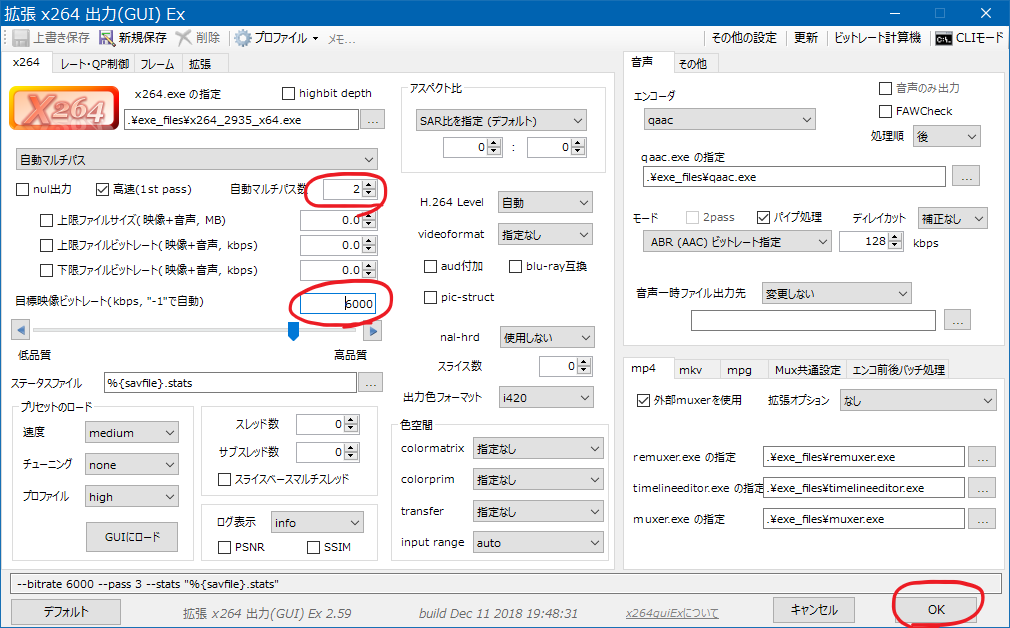 拡張 x264 出力(GUI) Ex
上書き保存 新規保存 削除 プロファイル メモ... その他の設定 更新 ビットレート計算機 CLIモード
x264 レート・QP制御 フレーム 拡張
X264
x264.exe の指定 highbit depth
.¥exe_files¥x264_2935_x64.exe ...
自動マルチパス
nul出力 高速(1st pass) 自動マルチパス数 2
上限ファイルサイズ(映像+音声, MB) 0.0
上限ファイルビットレート(映像+音声, kbps) 0.0
下限ファイルビットレート(映像+音声, kbps) 0.0
目標映像ビットレート(kbps, "-1"で自動) 6000
低品質 高品質
ステータスファイル %{savfile}.stats ...
プリセットのロード
速度 medium
チューニング none
プロファイル high
GUIにロード
スレッド数 0
サブスレッド数 0
スライスベースマルチスレッド
ログ表示 info
PSNR SSIM
アスペクト比
SAR比を指定 (デフォルト)
0 : 0
H.264 Level 自動
videoformat 指定なし
aud付加 blu-ray互換
pic-struct
nal-hrd 使用しない
スライス数 0
出力色フォーマット i420
色空間
colormatrix 指定なし
colorprim 指定なし
transfer 指定なし
input range auto
音声 その他
エンコーダ 音声のみ出力
qaac FAWCheck
処理順 後
qaac.exe の指定
.¥exe_files¥qaac.exe ...
モード 2pass パイプ処理 ディレイカット 補正なし
ABR (AAC) ビットレート指定 128 kbps
音声一時ファイル出力先 変更しない
...
mp4 mkv mpg Mux共通設定 エンコ前後バッチ処理
外部muxerを使用 拡張オプション なし
remuxer.exe の指定 .¥exe_files¥remuxer.exe ...
timelineeditor.exe の指定 .¥exe_files¥timelineeditor.exe ...
muxer.exe の指定 .¥exe_files¥muxer.exe ...
--bitrate 6000 --pass 3 --stats "%{savfile}.stats"
デフォルト 拡張 x264 出力(GUI) Ex 2.59 build Dec 11 2018 19:48:31 x264guiExについて キャンセル OK